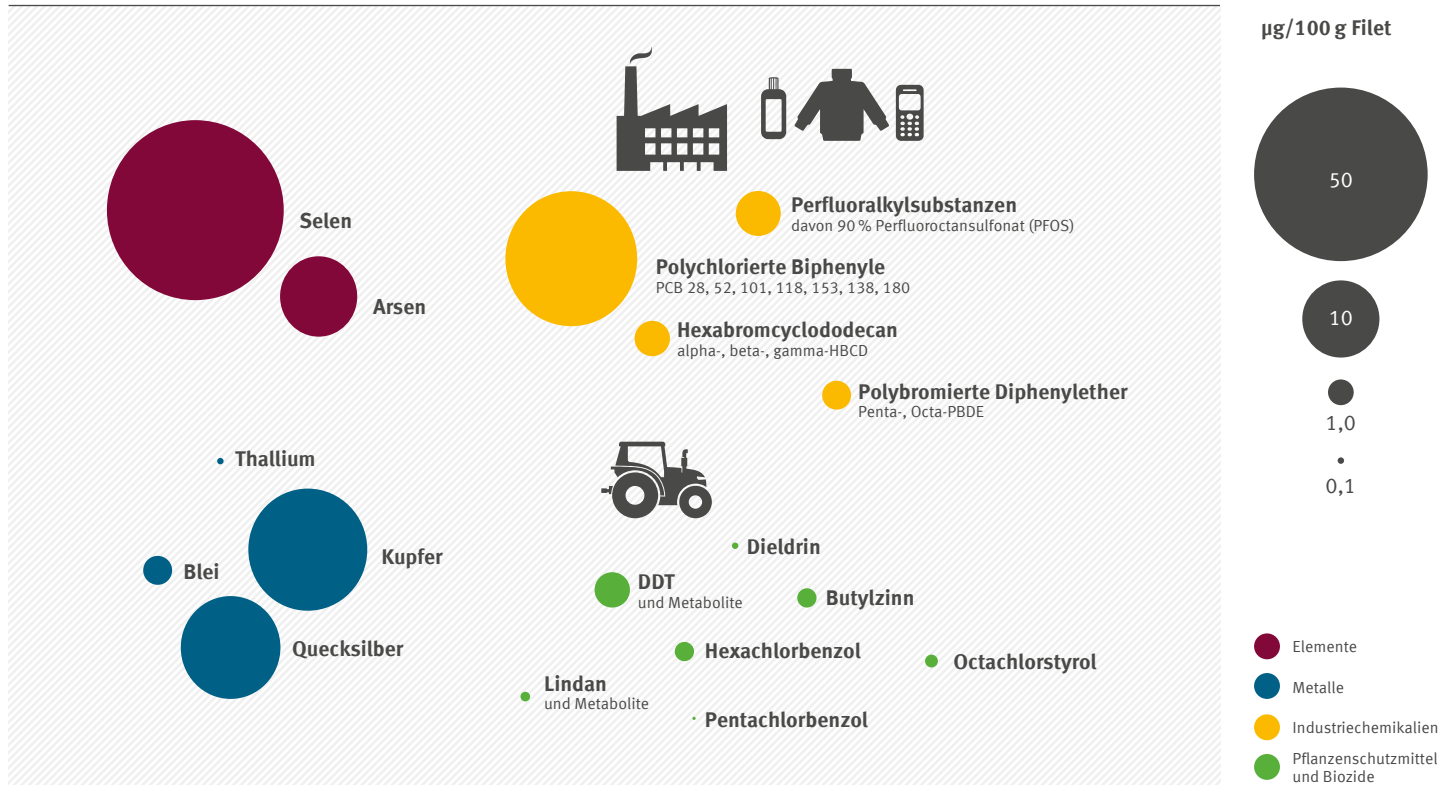 µg/100 g Filet
50
10
1,0
0,1
Selen
Arsen
Perfluoralkylsubstanzen
davon 90 % Perfluoroctansulfonat (PFOS)
Polychlorierte Biphenyle
PCB 28, 52, 101, 118, 153, 138, 180
Hexabromcyclododecan
alpha-, beta-, gamma-HBCD
Polybromierte Diphenylether
Penta-, Octa-PBDE
Thallium
Kupfer
Blei
Quecksilber
Dieldrin
DDT
und Metabolite
Butylzinn
Hexachlorbenzol
Octachlorstyrol
Lindan
und Metabolite
Pentachlorbenzol
Elemente
Metalle
Industriechemikalien
Pflanzenschutzmittel
und Biozide